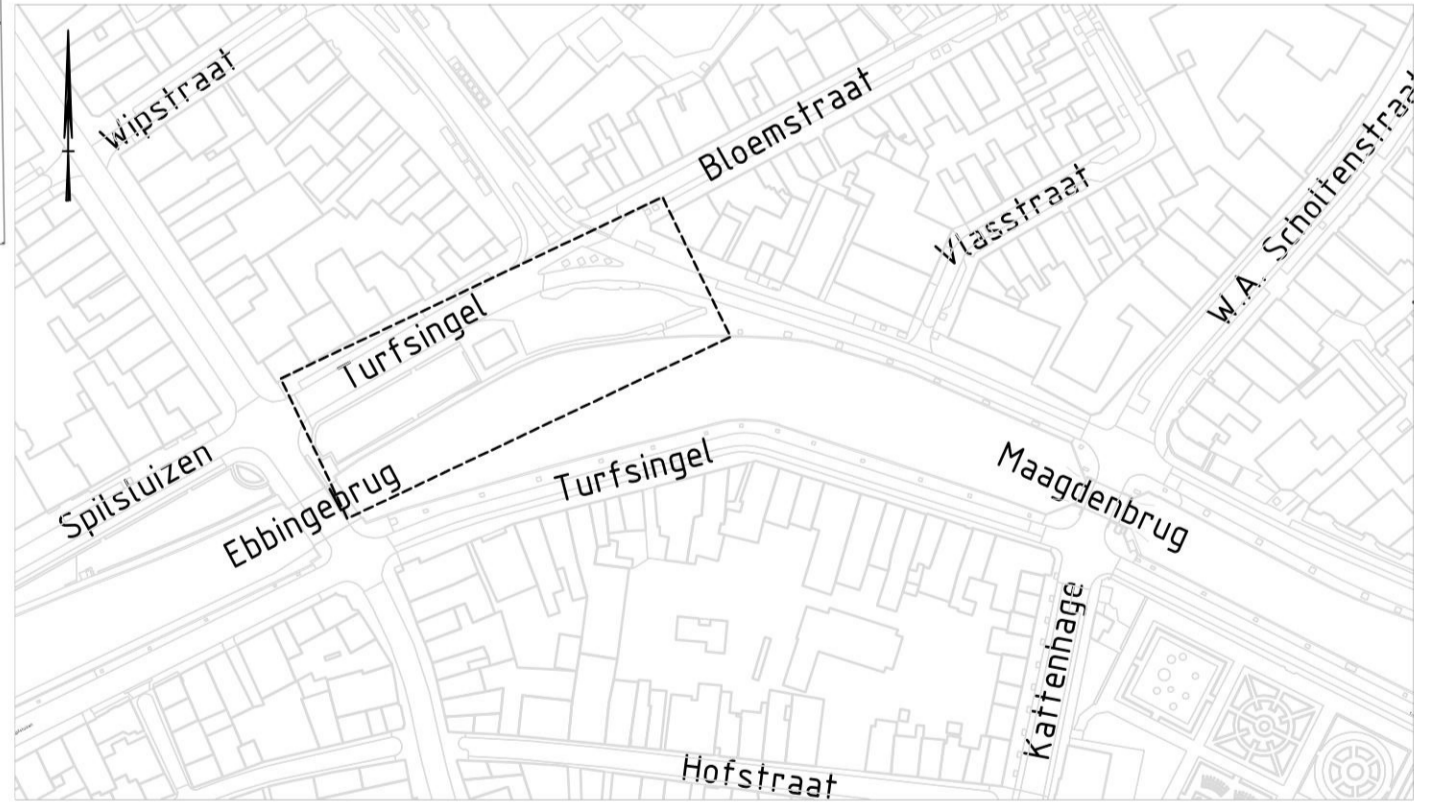 Wipstraat
Bloemstraat
Vlasstraat
W.A. Scholtenstraat
Turfsingel
Spilsluizen
Ebbingebrug
Turfsingel
Maagdenbrug
Kattenhage
Hofstraat